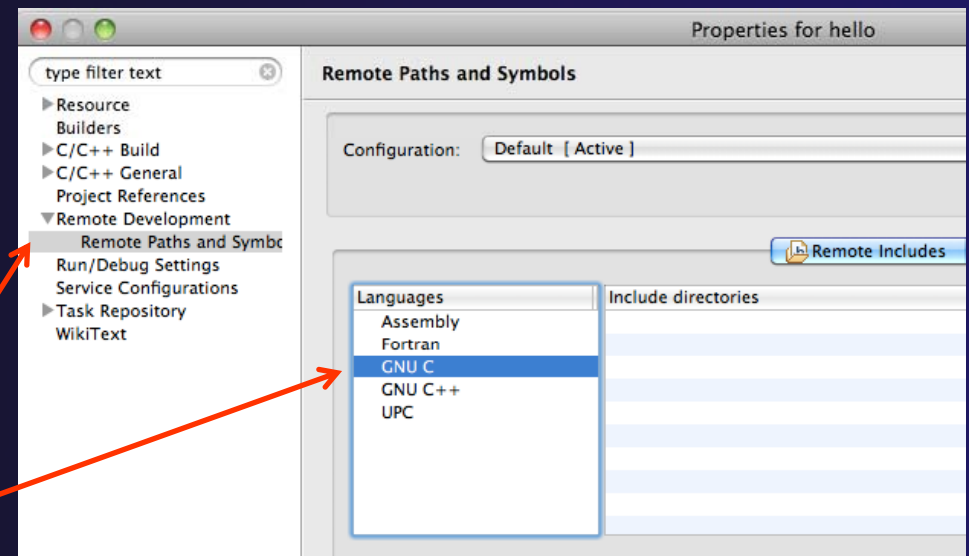 Properties for hello
type filter text
Resource
Builders
C/C++ Build
C/C++ General
Project References
Remote Development
Remote Paths and Symbo
Run/Debug Settings
Service Configurations
Task Repository
WikiText
Remote Paths and Symbols
Configuration: Default [ Active ]
Remote Includes
Languages Include directories
Assembly
Fortran
GNU C
GNU C++
UPC